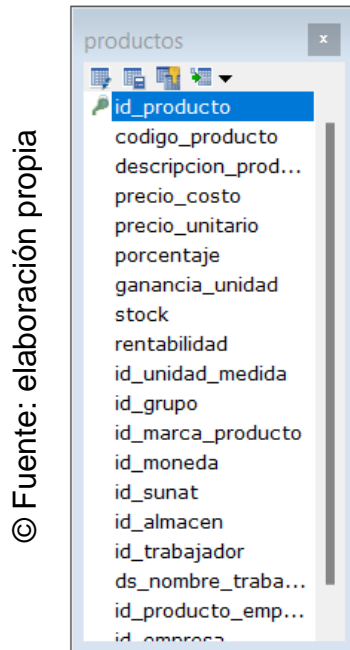 © Fuente: elaboración propia
productos
id_producto
codigo_producto
descripcion_prod...
precio_costo
precio_unitario
porcentaje
ganancia_unidad
stock
rentabilidad
id_unidad_medida
id_grupo
id_marca_producto
id_moneda
id_sunat
id_almacen
id_trabajador
ds_nombre_traba...
id_producto_emp...
id_empresa